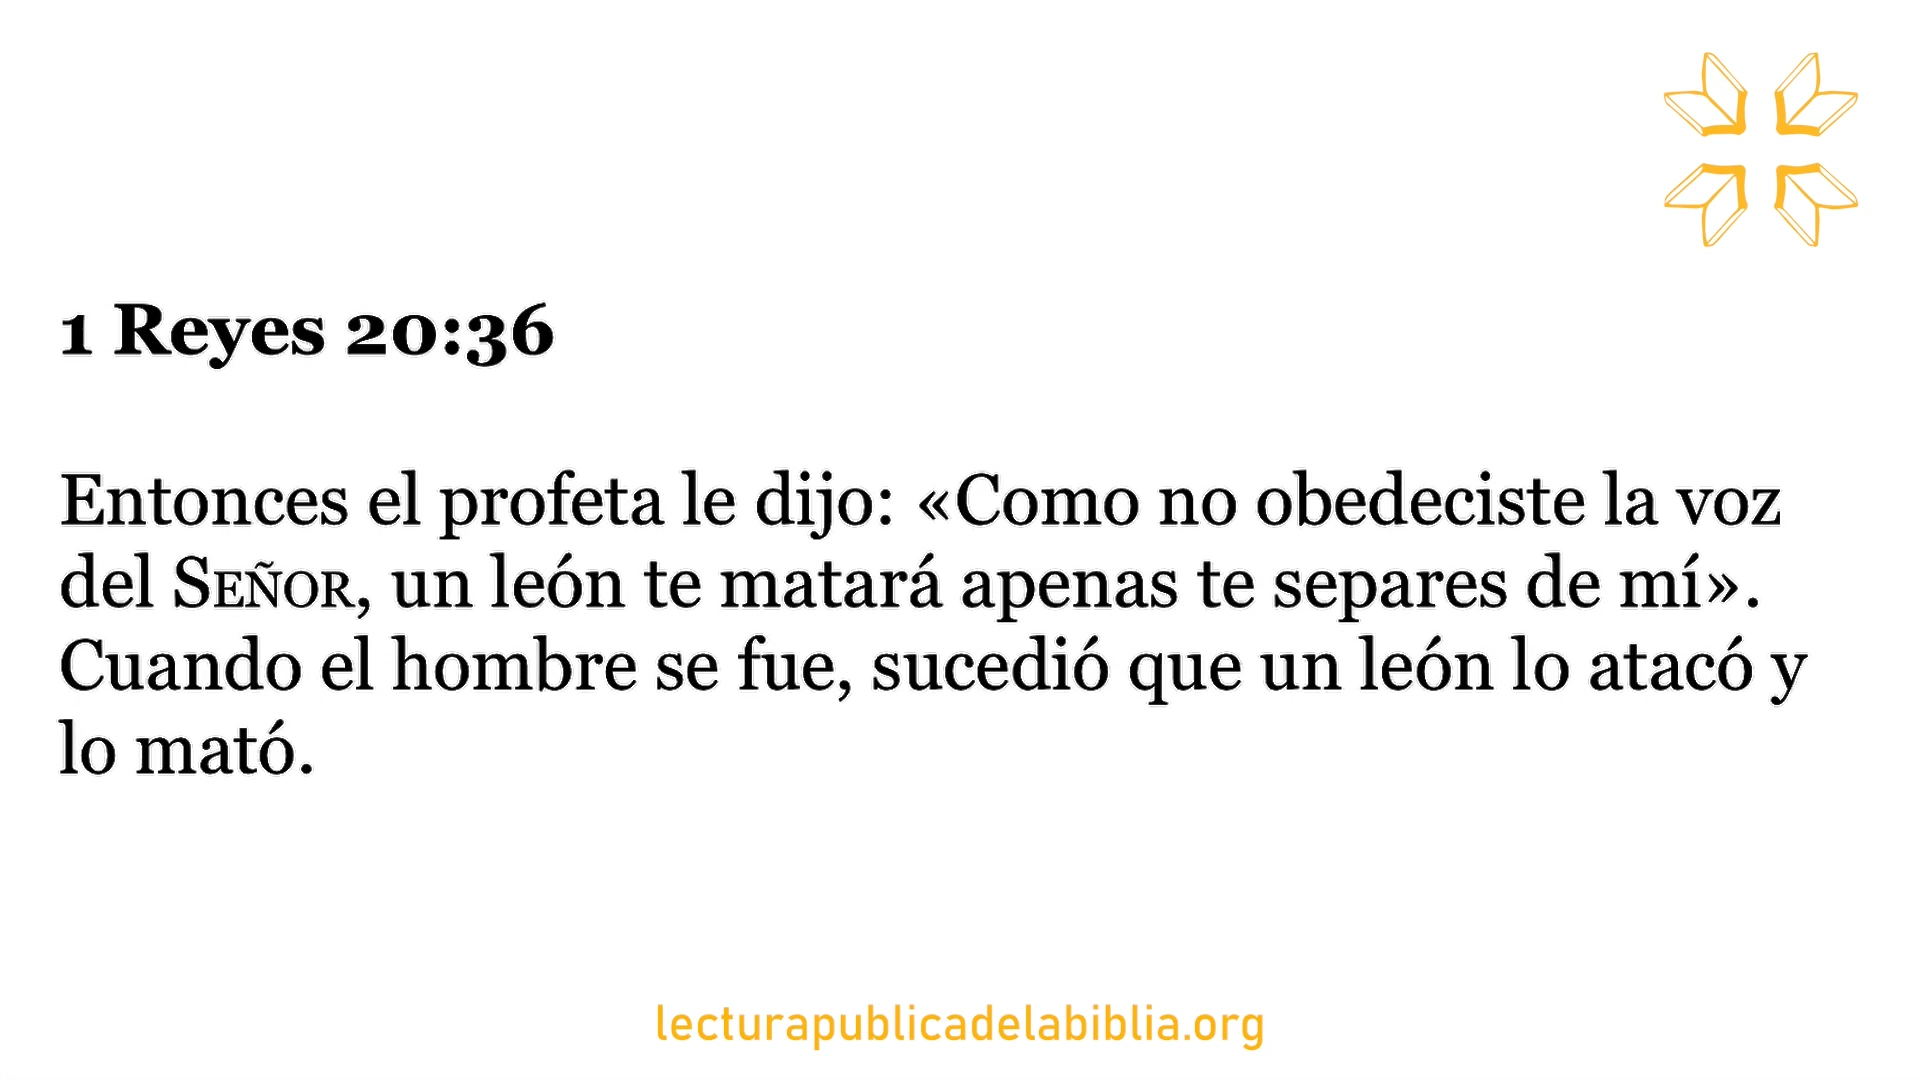 1 Reyes 20:36
Entonces el profeta le dijo: «Como no obedeciste la voz
del SEÑOR, un león te matará apenas te separes de mí».
Cuando el hombre se fue, sucedió que un león lo atacó y
lo mató.
lecturapublicadelabiblia.org